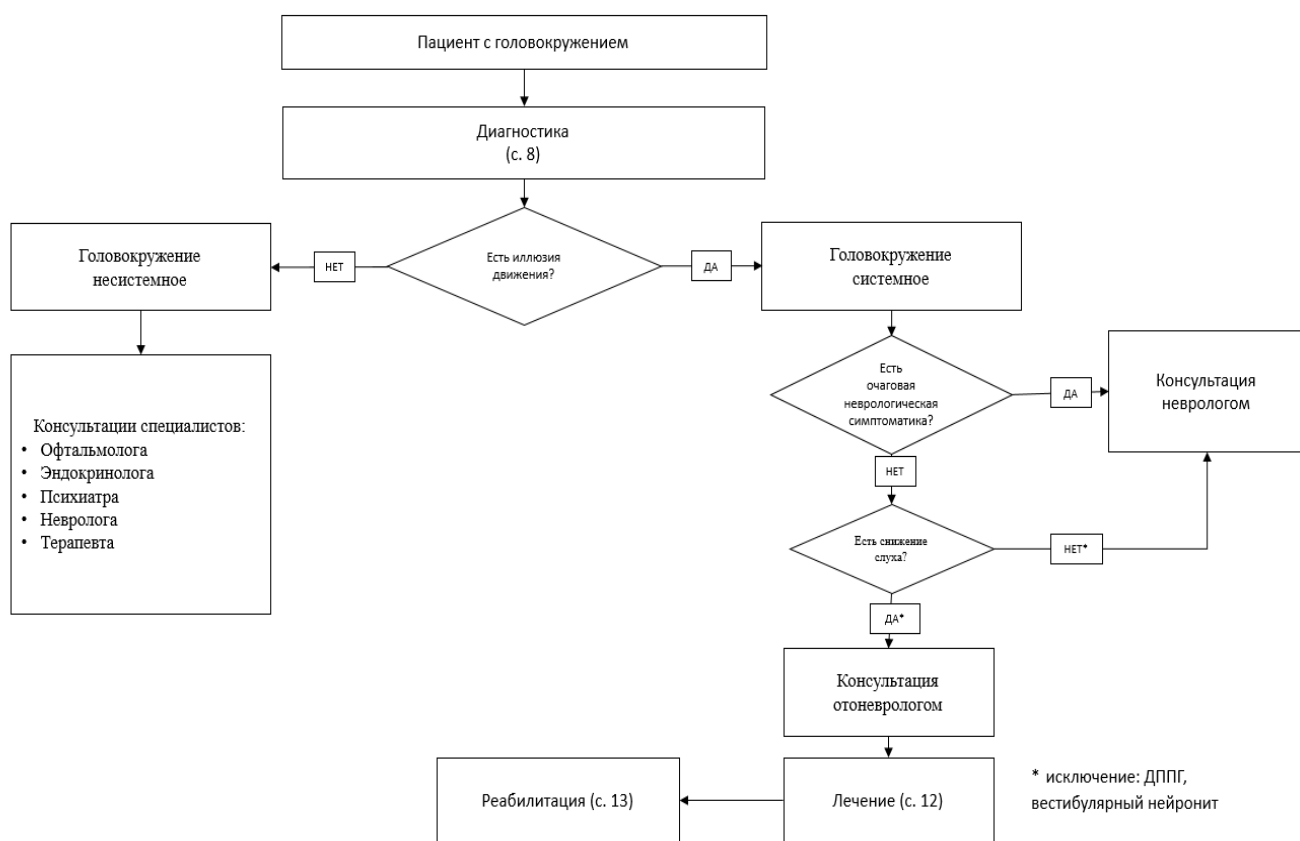 Пациент с головокружением
Диагностика
(с. 8)
Есть иллюзия
движения?
НЕТ
ДА
Головокружение
несистемное
Головокружение
системное
Консультации специалистов:
• Офтальмолога
• Эндокринолога
• Психиатра
• Невролога
• Терапевта
Есть
очаговая
неврологическая
симптоматика?
ДА
Консультация
неврологом
НЕТ
Есть снижение
слуха?
НЕТ*
ДА*
Консультация
отоневрологом
Реабилитация (с. 13)
Лечение (с. 12)
* исключение: ДППГ,
вестибулярный нейронит